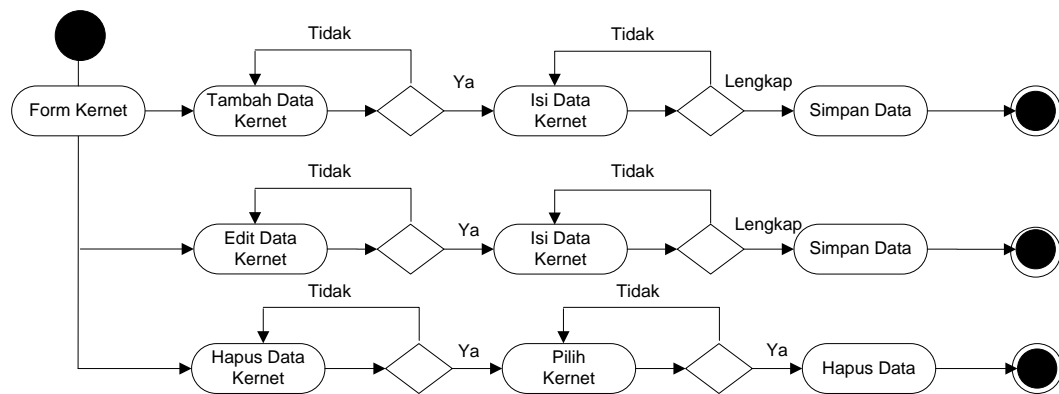 Tidak
Tidak
Ya
Lengkap
Form Kernet
Tambah Data
Kernet
Isi Data
Kernet
Simpan Data
Tidak
Tidak
Ya
Lengkap
Edit Data
Kernet
Isi Data
Kernet
Simpan Data
Tidak
Tidak
Ya
Ya
Hapus Data
Kernet
Pilih
Kernet
Hapus Data